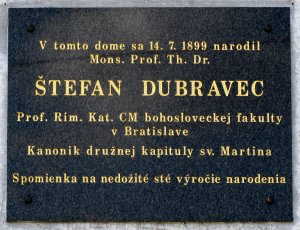 V tomto dome sa 14. 7. 1899 narodil
Mons. Prof. Th. Dr.
ŠTEFAN DUBRAVEC
Prof. Rim. Kat. CM bohosloveckej fakulty
v Bratislave
Kanonik družnej kapituly sv. Martina
Spomienka na nedožité sté výročie narodenia